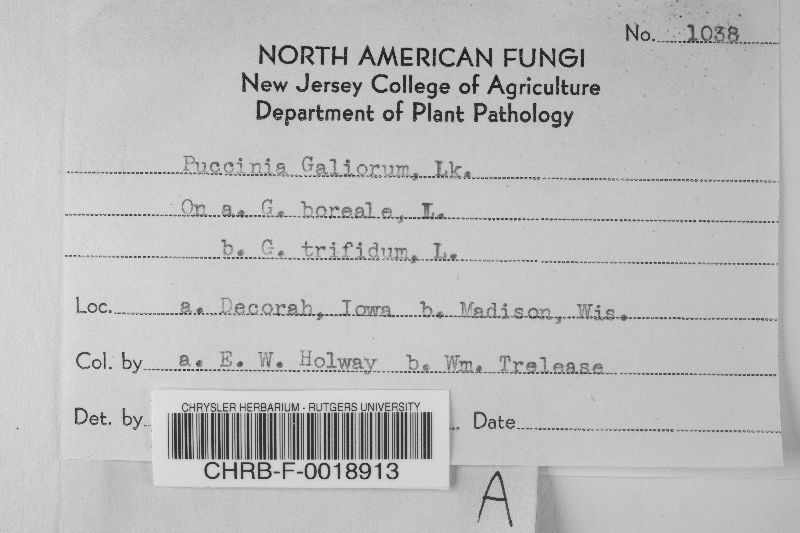 No. 1038
NORTH AMERICAN FUNGI
New Jersey College of Agriculture
Department of Plant Pathology
Puccinia Galiorum, Lk.
On a. G. boreale, L.
b. G. trifidum, L.
Loc. a. Decorah, Iowa b. Madison, Wis.
Col. by a. E. W. Holway b. Wm. Trelease
Det. by Date
CHRYSLER HERBARIUM - RUTGERS UNIVERSITY
CHRB-F-0018913
A